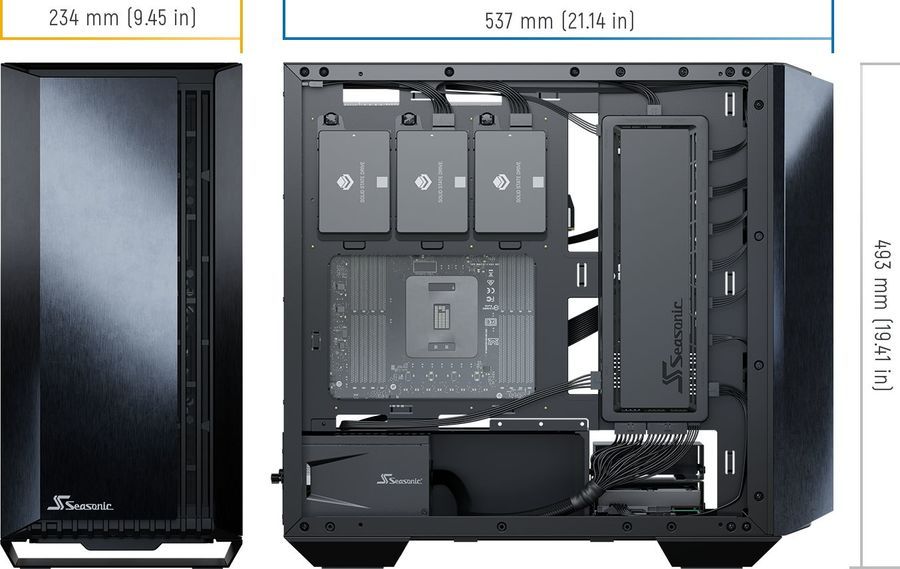 234 mm (9.45 in)
537 mm (21.14 in)
SOLID STATE DRIVE
SOLID STATE DRIVE
SOLID STATE DRIVE
493 mm (19.41 in)
Seasonic
Seasonic
Seasonic